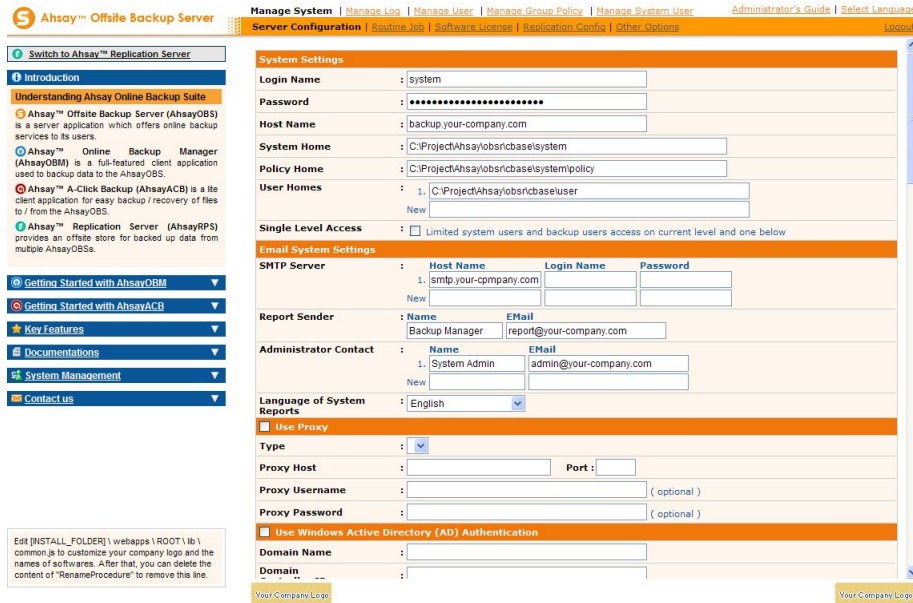 Ahsay™ Offsite Backup Server
Manage System | Manage Log | Manage User | Manage Group Policy | Manage System User
Administrator's Guide | Select Language
Server Configuration | Routine Job | Software License | Replication Config | Other Options
Logout
Switch to Ahsay™ Replication Server
Introduction
Understanding Ahsay Online Backup Suite
Ahsay™ Offsite Backup Server (AhsayOBS)
is a server application which offers online backup
services to its users.
Ahsay™ Online Backup Manager
(AhsayOBM) is a full-featured client application
used to backup data to the AhsayOBS.
Ahsay™ A-Click Backup (AhsayACB) is a lite
client application for easy backup / recovery of files
to / from the AhsayOBS.
Ahsay™ Replication Server (AhsayRPS)
provides an offsite store for backed up data from
multiple AhsayOBSs.
Getting Started with AhsayOBM
Getting Started with AhsayACB
Key Features
Documentations
System Management
Contact us
Edit [INSTALL_FOLDER] \ webapps \ ROOT \ lib \
common.js to customize your company logo and the
names of softwares. After that, you can delete the
content of "RenameProcedure" to remove this line.
System Settings
Login Name : system
Password : ••••••••••••••••••••••••
Host Name : backup.your-company.com
System Home : C:\Project\Ahsay\obsr\cbase\system
Policy Home : C:\Project\Ahsay\obsr\cbase\system\policy
User Homes : 1. C:\Project\Ahsay\obsr\cbase\user
New
Single Level Access : Limited system users and backup users access on current level and one below
Email System Settings
SMTP Server : Host Name Login Name Password
1. smtp.your-cpmpany.com
New
Report Sender : Name EMail
Backup Manager report@your-company.com
Administrator Contact : Name EMail
1. System Admin admin@your-company.com
New
Language of System
Reports : English
Use Proxy
Type :
Proxy Host : Port :
Proxy Username : ( optional )
Proxy Password : ( optional )
Use Windows Active Directory (AD) Authentication
Domain Name :
Domain
Your Company Logo
Your Company Logo